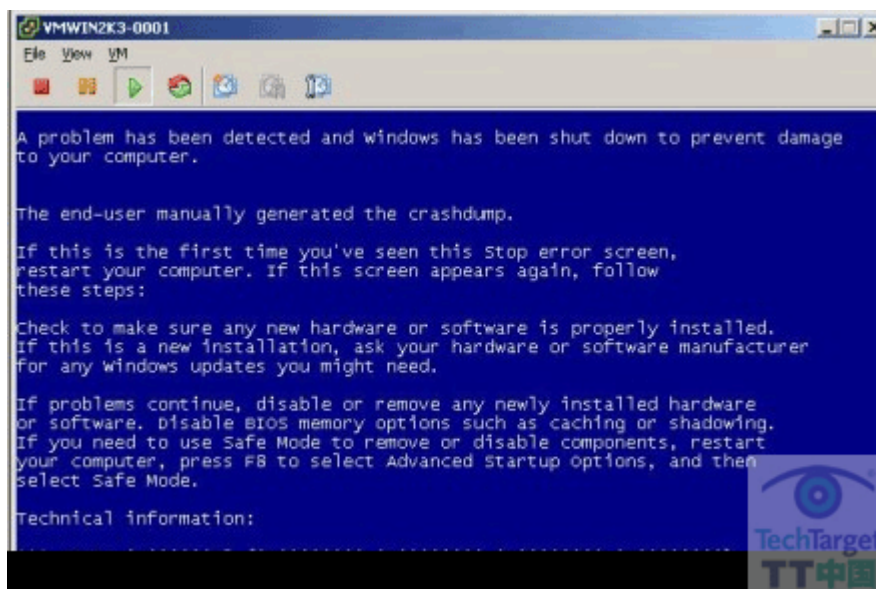 VMWIN2K3-0001
File View VM
A problem has been detected and Windows has been shut down to prevent damage
to your computer.
The end-user manually generated the crashdump.
If this is the first time you've seen this Stop error screen,
restart your computer. If this screen appears again, follow
these steps:
Check to make sure any new hardware or software is properly installed.
If this is a new installation, ask your hardware or software manufacturer
for any Windows updates you might need.
If problems continue, disable or remove any newly installed hardware
or software. Disable BIOS memory options such as caching or shadowing.
If you need to use Safe Mode to remove or disable components, restart
your computer, press F8 to select Advanced Startup Options, and then
select Safe Mode.
Technical information:
TechTarget
TT中国